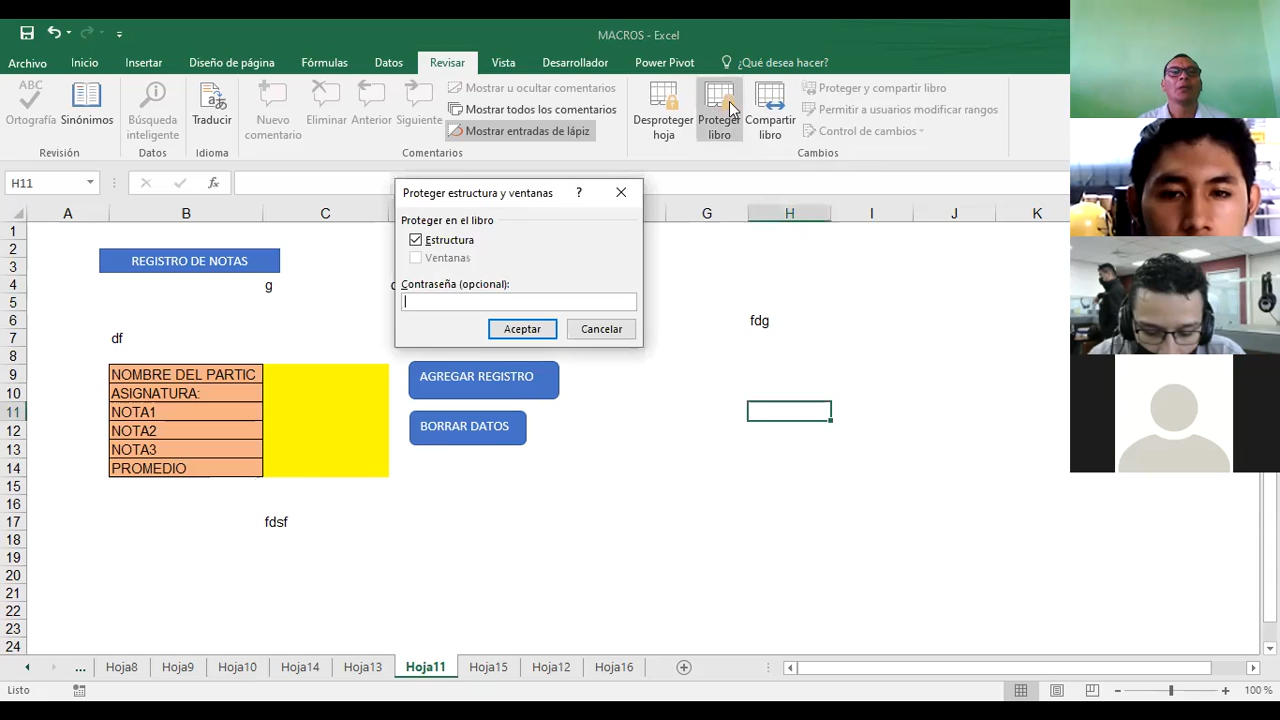 MACROS - Excel
Archivo Inicio Insertar Diseño de página Fórmulas Datos Revisar Vista Desarrollador Power Pivot ¿Qué desea hacer?
ABC
Ortografía
Sinónimos
Revisión
Búsqueda
inteligente
Datos
Traducir
Idioma
Nuevo
comentario
Eliminar
Anterior
Siguiente
Mostrar u ocultar comentarios
Mostrar todos los comentarios
Mostrar entradas de lápiz
Comentarios
Desproteger
hoja
Proteger
libro
Compartir
libro
Proteger y compartir libro
Permitir a usuarios modificar rangos
Control de cambios
Cambios
H11
fx
Proteger estructura y ventanas ?
Proteger en el libro
Estructura
Ventanas
Contraseña (opcional):
Aceptar Cancelar
A B C G H I J K
1
2
3
4
5
6
7
8
9
10
11
12
13
14
15
16
17
18
19
20
21
22
23
24
REGISTRO DE NOTAS
g
fdg
df
NOMBRE DEL PARTIC
ASIGNATURA:
NOTA1
NOTA2
NOTA3
PROMEDIO
AGREGAR REGISTRO
BORRAR DATOS
fdsf
... Hoja8 Hoja9 Hoja10 Hoja14 Hoja13 Hoja11 Hoja15 Hoja12 Hoja16
Listo
100 %